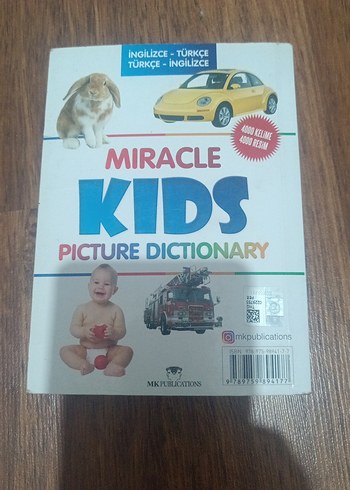 İNGİLİZCE - TÜRKÇE
TÜRKÇE - İNGİLİZCE
4000 KELİME
4000 RESİM
MIRACLE
KIDS
PICTURE DICTIONARY
mkpublications
MK PUBLICATIONS